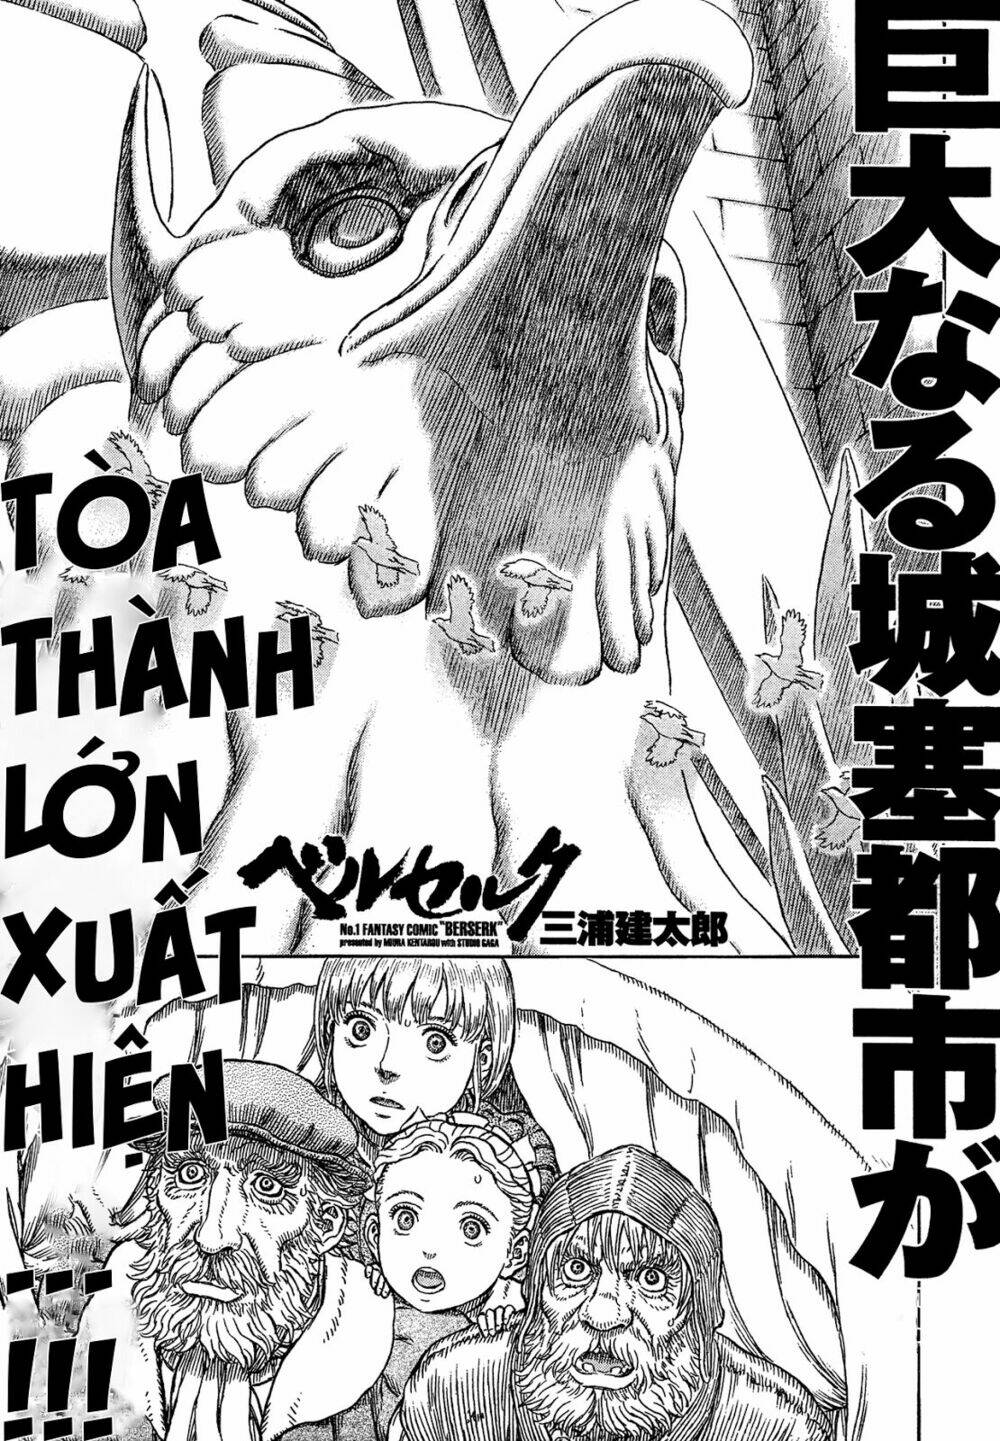 巨大なる城塞都市が
TÒA
THÀNH
LỚN
XUẤT
HIỆN
...
!!!
ベルセルク
No.1 FANTASY COMIC "BERSERK"
presented by MIURA KENTAROU with STUDIO GAGA
三浦建太郎